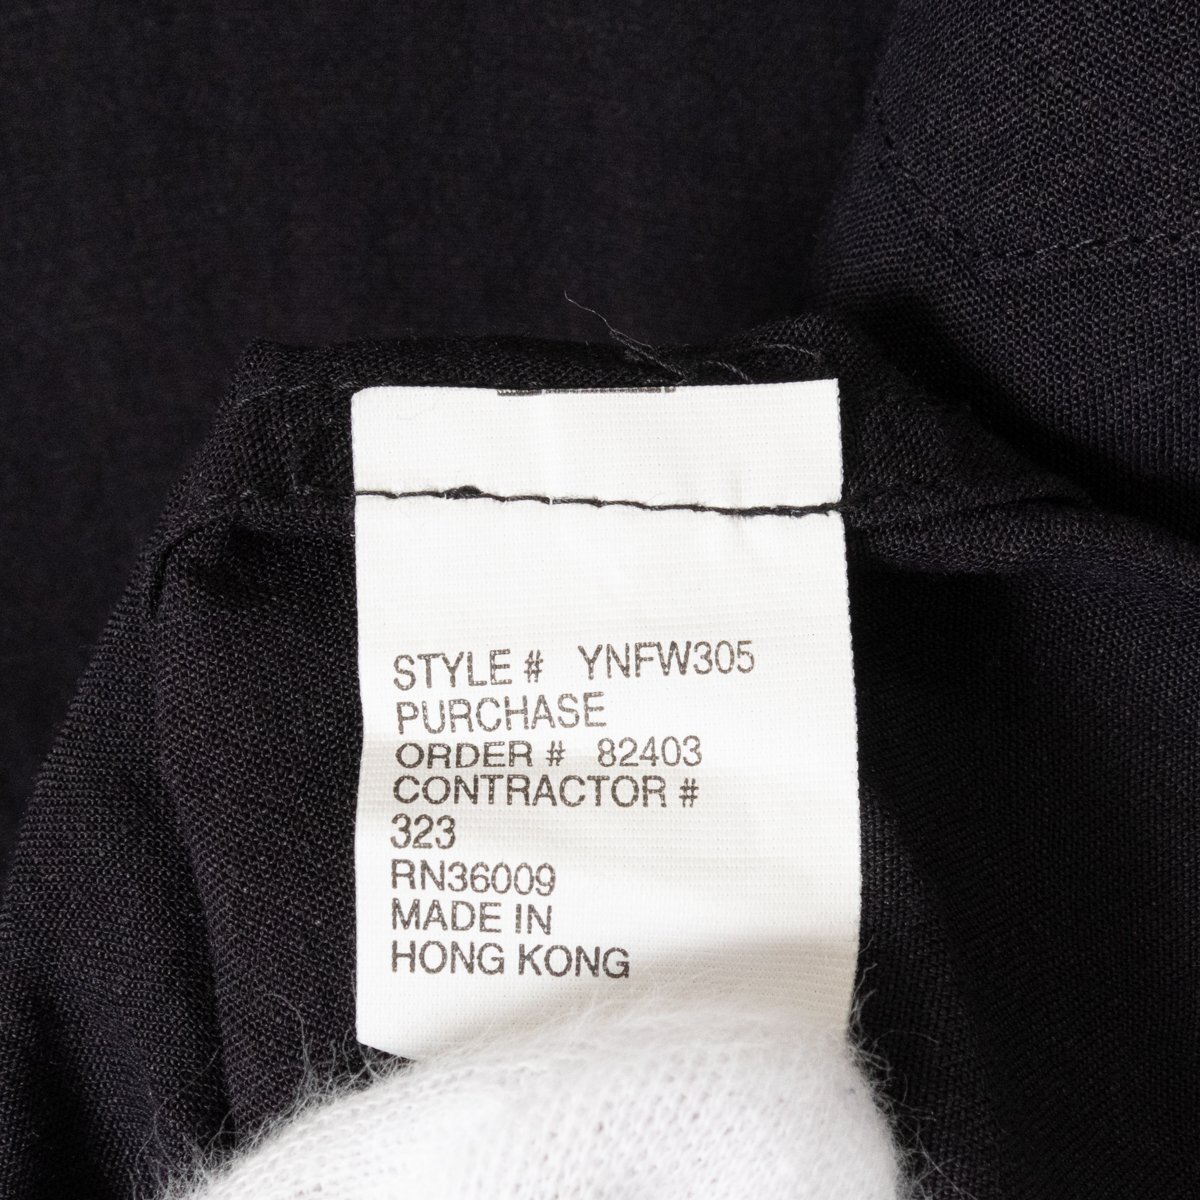 STYLE # YNFW305
PURCHASE
ORDER # 82403
CONTRACTOR #
323
RN36009
MADE IN
HONG KONG